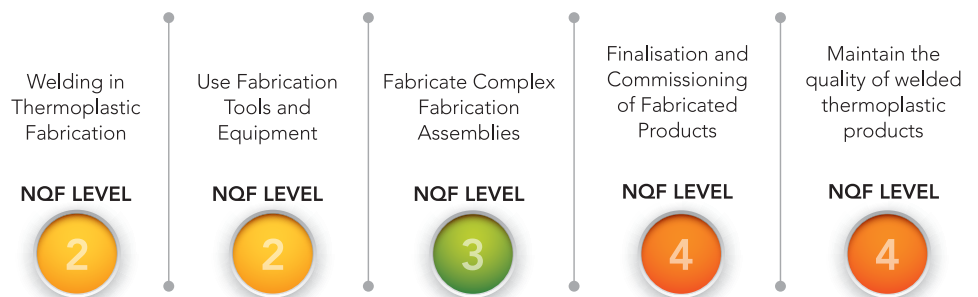 Welding in
Thermoplastic
Fabrication
NQF LEVEL
2
Use Fabrication
Tools and
Equipment
NQF LEVEL
2
Fabricate Complex
Fabrication
Assemblies
NQF LEVEL
3
Finalisation and
Commissioning
of Fabricated
Products
NQF LEVEL
4
Maintain the
quality of welded
thermoplastic
products
NQF LEVEL
4